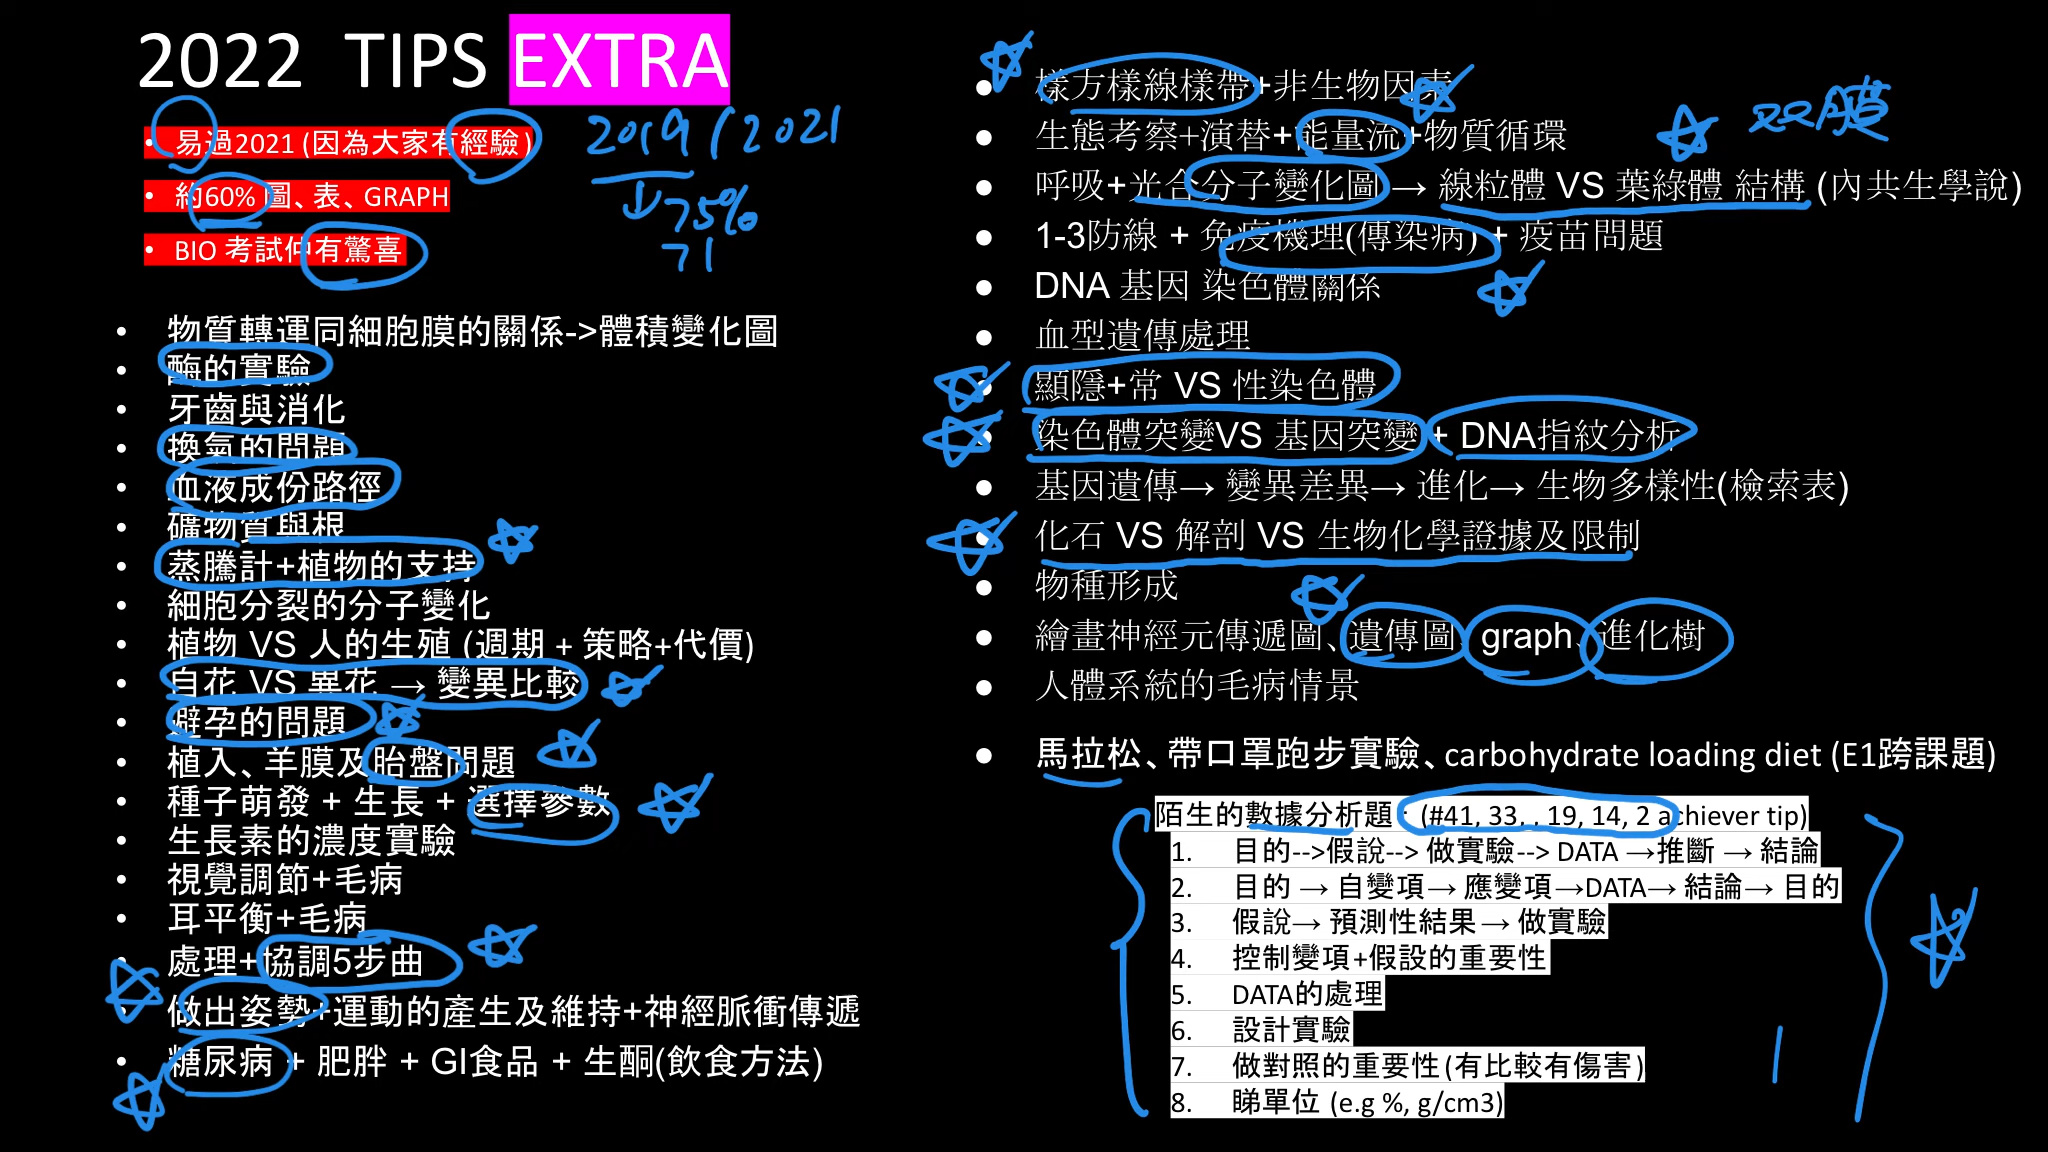 2022 TIPS EXTRA
• 易過2021 (因為大家有經驗)
• 約60% 圖、表、GRAPH
• BIO 考試仲有驚喜
2019 / 2021
75%
71
• 物質轉運同細胞膜的關係->體積變化圖
• 酶的實驗
• 牙齒與消化
• 換氣的問題
• 血液成份路徑
• 礦物質與根
• 蒸騰計+植物的支持
• 細胞分裂的分子變化
• 植物 VS 人的生殖 (週期 + 策略+代價)
• 自花 VS 異花 → 變異比較
• 避孕的問題
• 植入、羊膜及胎盤問題
• 種子萌發 + 生長 + 選擇參數
• 生長素的濃度實驗
• 視覺調節+毛病
• 耳平衡+毛病
• 處理+協調5步曲
• 做出姿勢+運動的產生及維持+神經脈衝傳遞
• 糖尿病 + 肥胖 + GI食品 + 生酮(飲食方法)
● 樣方樣線樣帶+非生物因素
● 生態考察+演替+能量流+物質循環
双膜
● 呼吸+光合分子變化圖 → 線粒體 VS 葉綠體 結構 (內共生學說)
● 1-3防線 + 免疫機理(傳染病) + 疫苗問題
● DNA 基因 染色體關係
● 血型遺傳處理
● 顯隱+常 VS 性染色體
● 染色體突變VS 基因突變 + DNA指紋分析
● 基因遺傳→ 變異差異→ 進化→ 生物多樣性(檢索表)
● 化石 VS 解剖 VS 生物化學證據及限制
● 物種形成
● 繪畫神經元傳遞圖、遺傳圖、graph、進化樹
● 人體系統的毛病情景
● 馬拉松、帶口罩跑步實驗、carbohydrate loading diet (E1跨課題)
陌生的數據分析題 : (#41, 33, , 19, 14, 2 achiever tip)
1. 目的-->假說--> 做實驗--> DATA →推斷 → 結論
2. 目的 → 自變項→ 應變項→DATA→ 結論→ 目的
3. 假說→ 預測性結果→ 做實驗
4. 控制變項+假設的重要性
5. DATA的處理
6. 設計實驗
7. 做對照的重要性(有比較有傷害)
8. 睇單位 (e.g %, g/cm3)